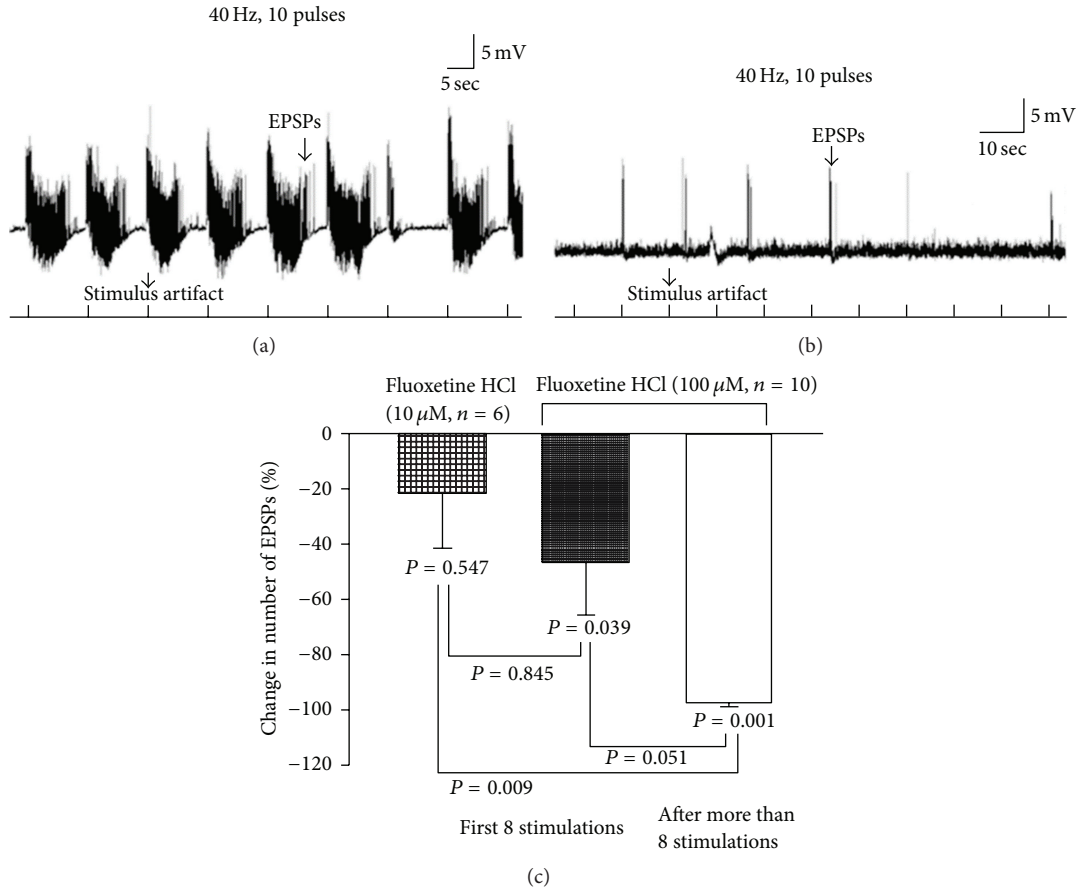 40 Hz, 10 pulses
5 mV
5 sec
EPSPs
Stimulus artifact
(a)
40 Hz, 10 pulses
5 mV
10 sec
EPSPs
Stimulus artifact
(b)
Fluoxetine HCl
(10 μM, n = 6)
Fluoxetine HCl (100 μM, n = 10)
Change in number of EPSPs (%)
0
−20
−40
−60
−80
−100
−120
P = 0.547
P = 0.039
P = 0.845
P = 0.001
P = 0.051
P = 0.009
First 8 stimulations
After more than
8 stimulations
(c)